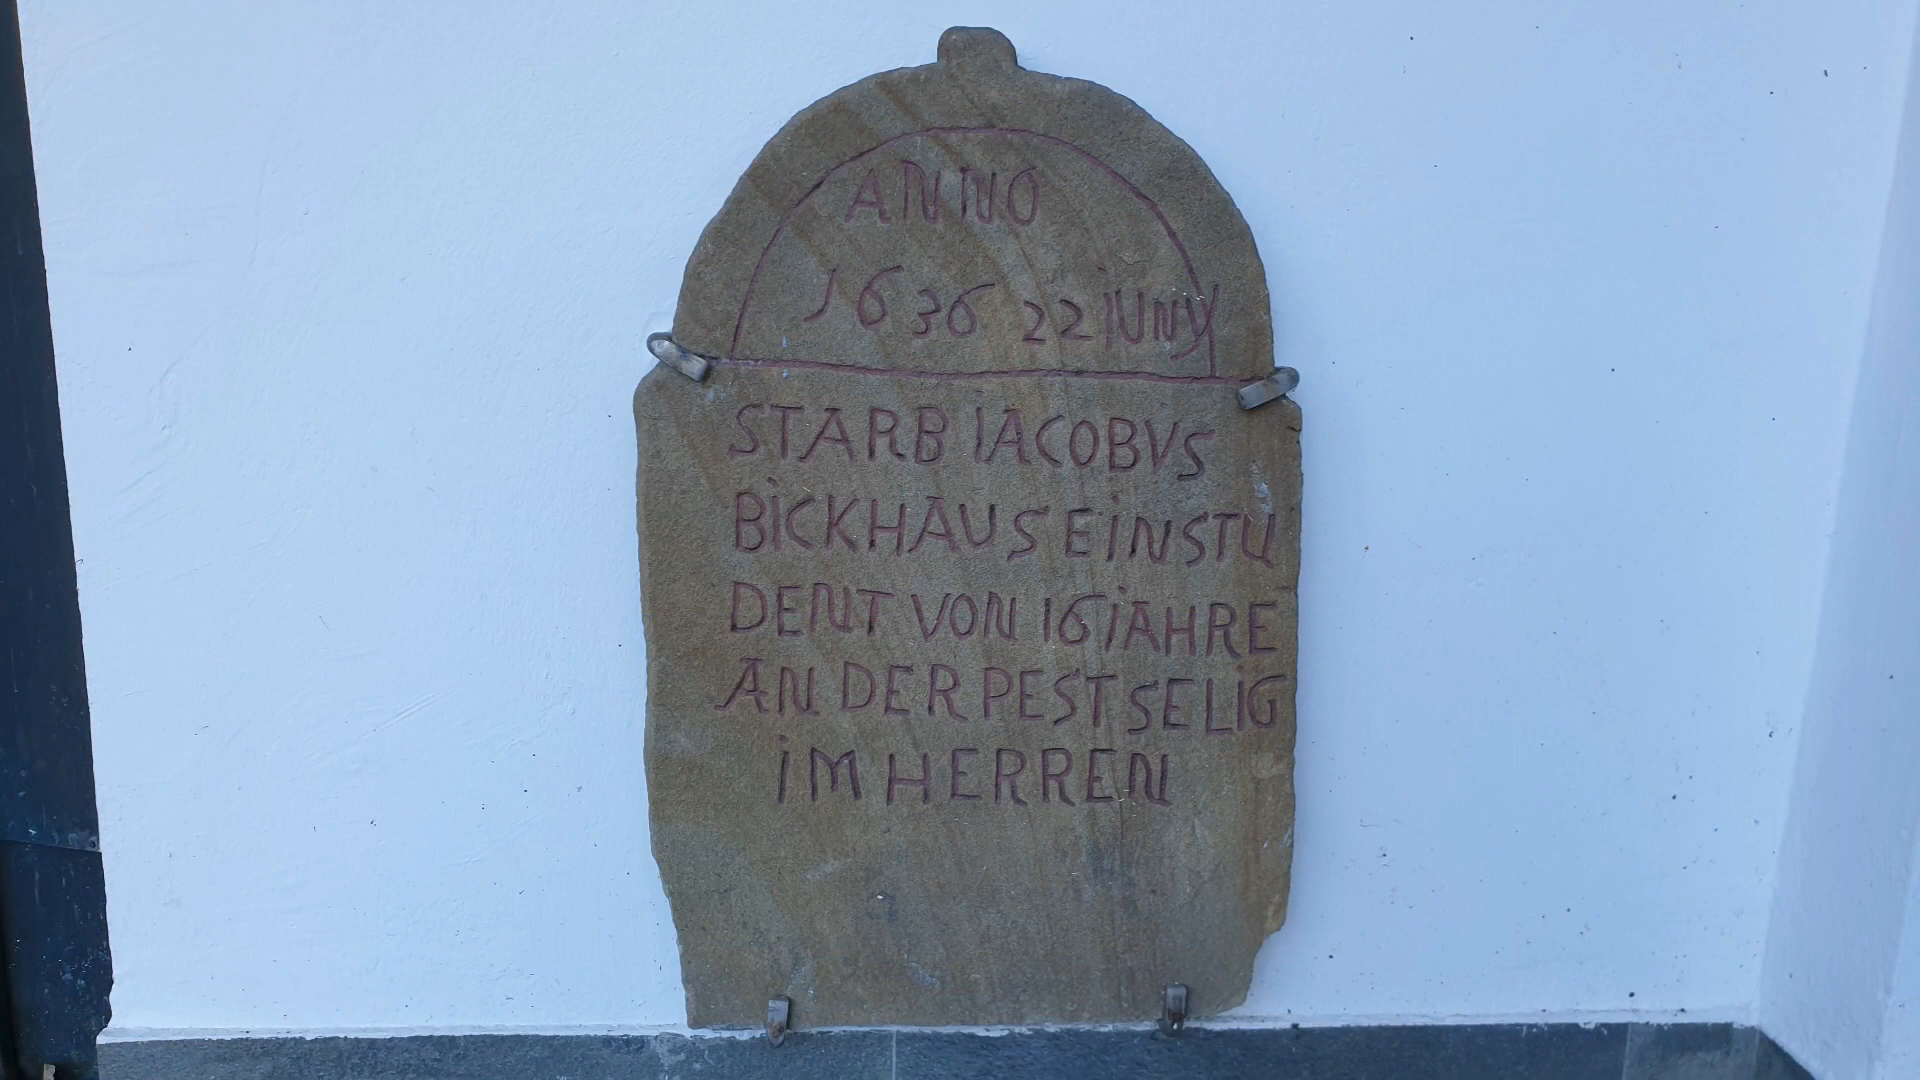 ANNO
1636 22 IUNY
STARB IACOBVS
BICKHAUS EIN STU
DENT VON 16 IAHRE
AN DER PEST SELIG
IM HERREN